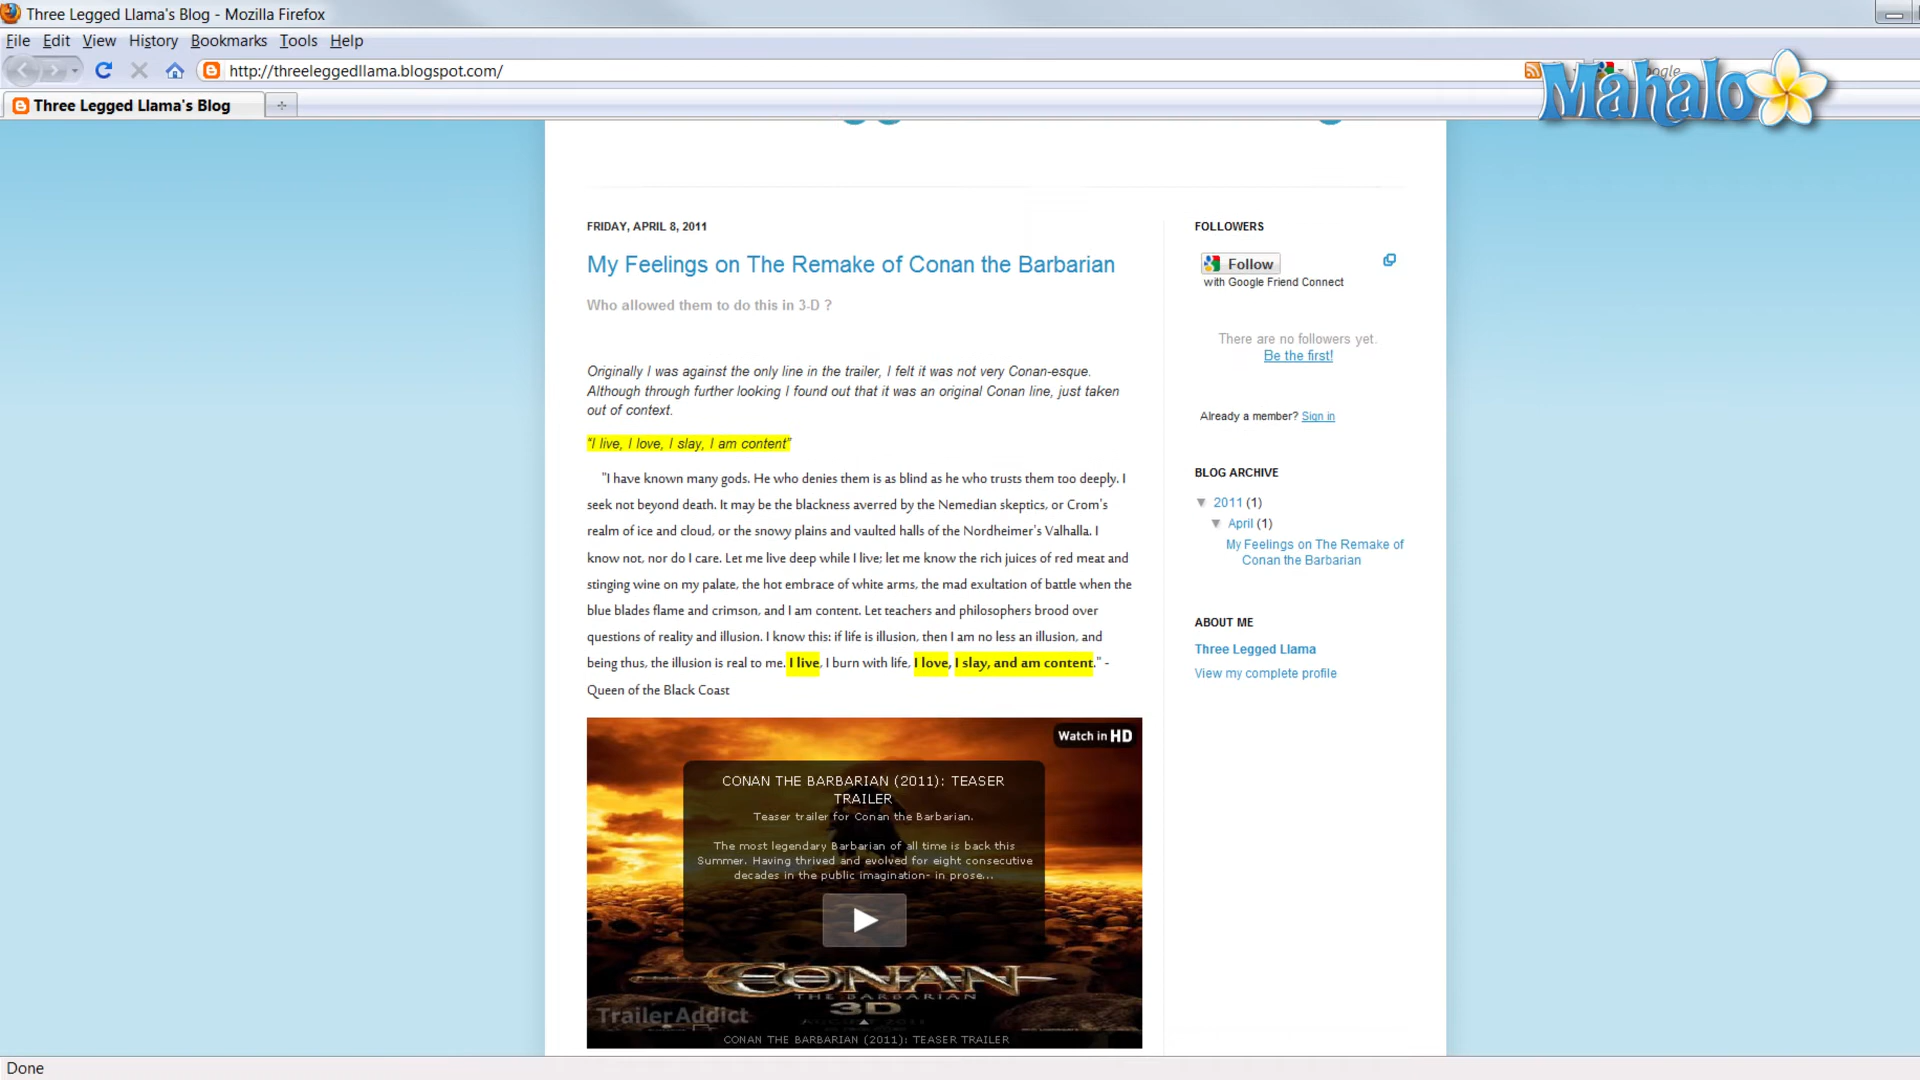 Three Legged Llama's Blog - Mozilla Firefox
File Edit View History Bookmarks Tools Help
http://threeleggedllama.blogspot.com/
Mahalo
Three Legged Llama's Blog
FRIDAY, APRIL 8, 2011
My Feelings on The Remake of Conan the Barbarian
Who allowed them to do this in 3-D ?
Originally I was against the only line in the trailer, I felt it was not very Conan-esque.
Although through further looking I found out that it was an original Conan line, just taken
out of context.
"I live, I love, I slay, I am content"
"I have known many gods. He who denies them is as blind as he who trusts them too deeply. I
seek not beyond death. It may be the blackness averred by the Nemedian skeptics, or Crom's
realm of ice and cloud, or the snowy plains and vaulted halls of the Nordheimer's Valhalla. I
know not, nor do I care. Let me live deep while I live; let me know the rich juices of red meat and
stinging wine on my palate, the hot embrace of white arms, the mad exultation of battle when the
blue blades flame and crimson, and I am content. Let teachers and philosophers brood over
questions of reality and illusion. I know this: if life is illusion, then I am no less an illusion, and
being thus, the illusion is real to me. I live, I burn with life, I love, I slay, and am content." -
Queen of the Black Coast
Watch in HD
CONAN THE BARBARIAN (2011): TEASER
TRAILER
Teaser trailer for Conan the Barbarian.
The most legendary Barbarian of all time is back this
Summer. Having thrived and evolved for eight consecutive
decades in the public imagination- in prose...
CONAN
THE BARBARIAN
3D
TrailerAddict
CONAN THE BARBARIAN (2011): TEASER TRAILER
FOLLOWERS
Follow
with Google Friend Connect
There are no followers yet.
Be the first!
Already a member? Sign in
BLOG ARCHIVE
▼ 2011 (1)
▼ April (1)
My Feelings on The Remake of
Conan the Barbarian
ABOUT ME
Three Legged Llama
View my complete profile
Done